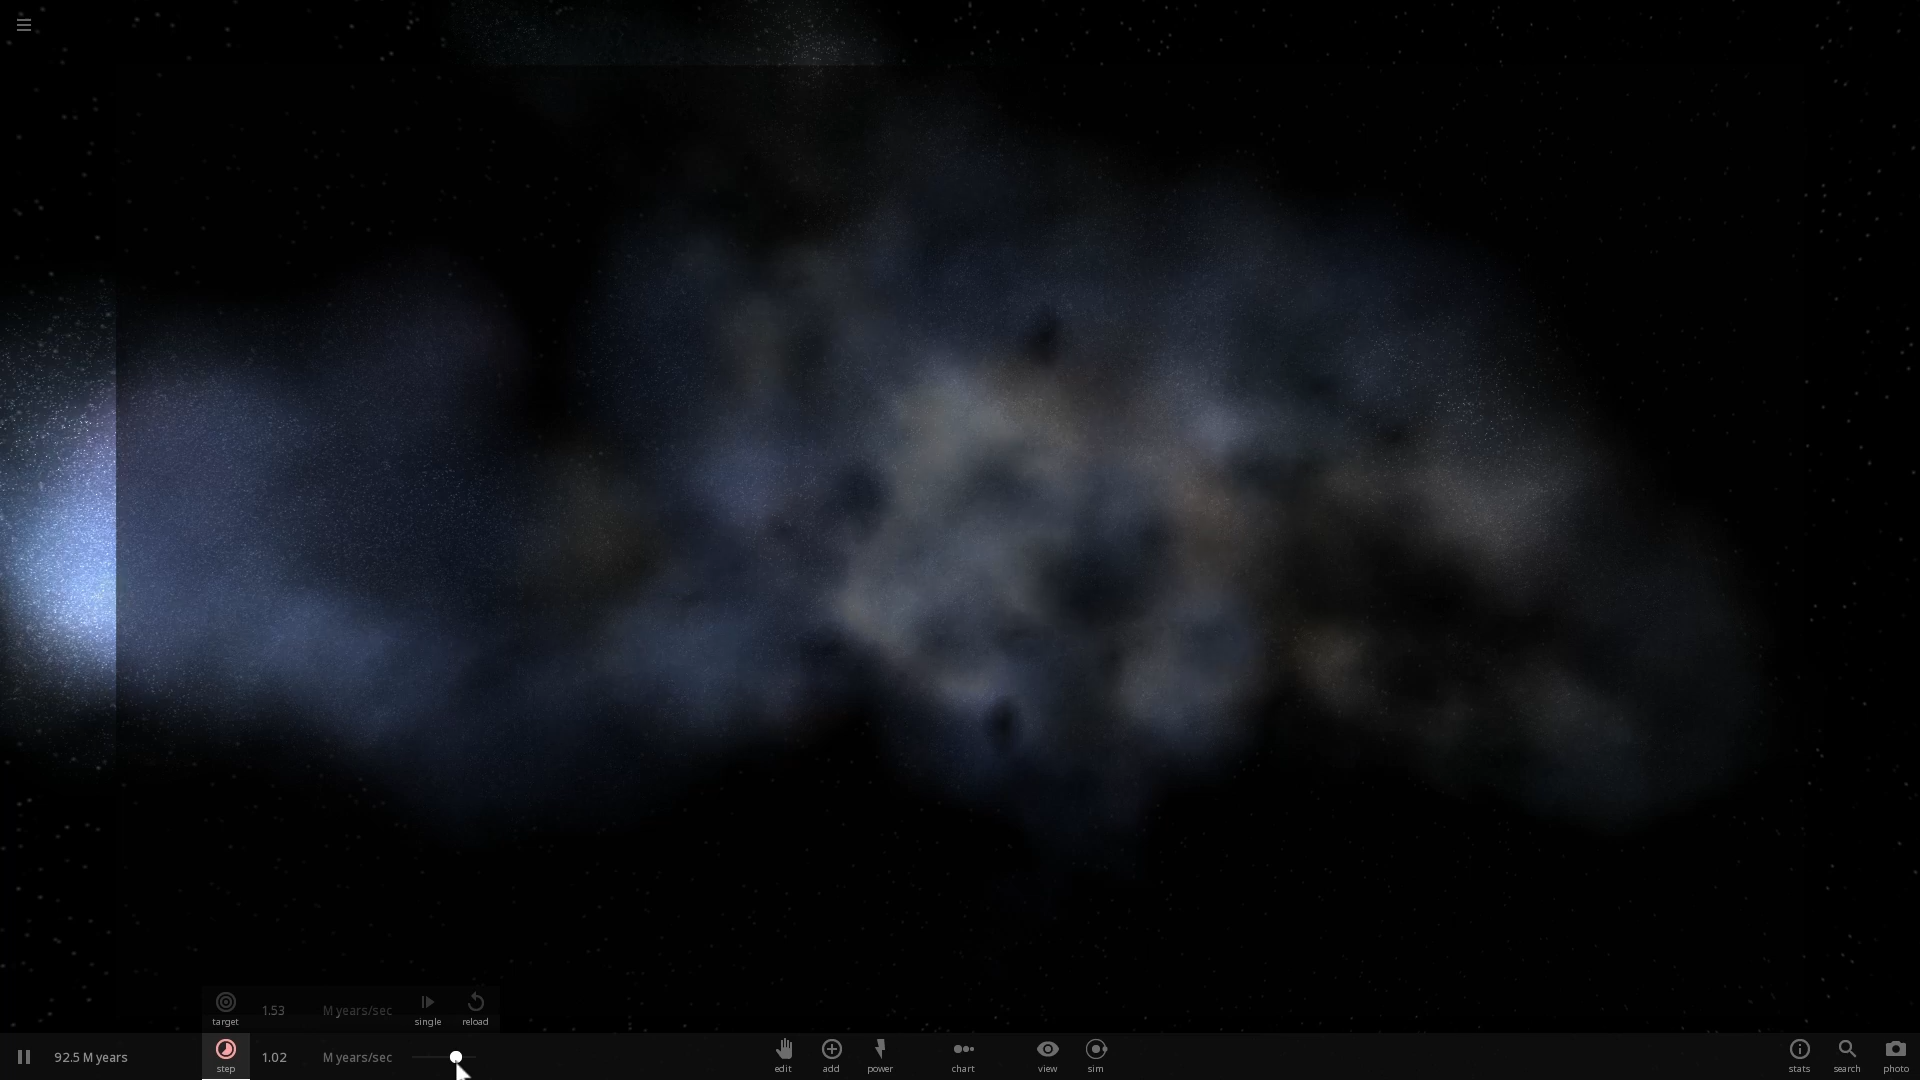 1.53 M years/sec
target single reload
92.5 M years 1.02 M years/sec
step edit add power chart view sim stats search photo